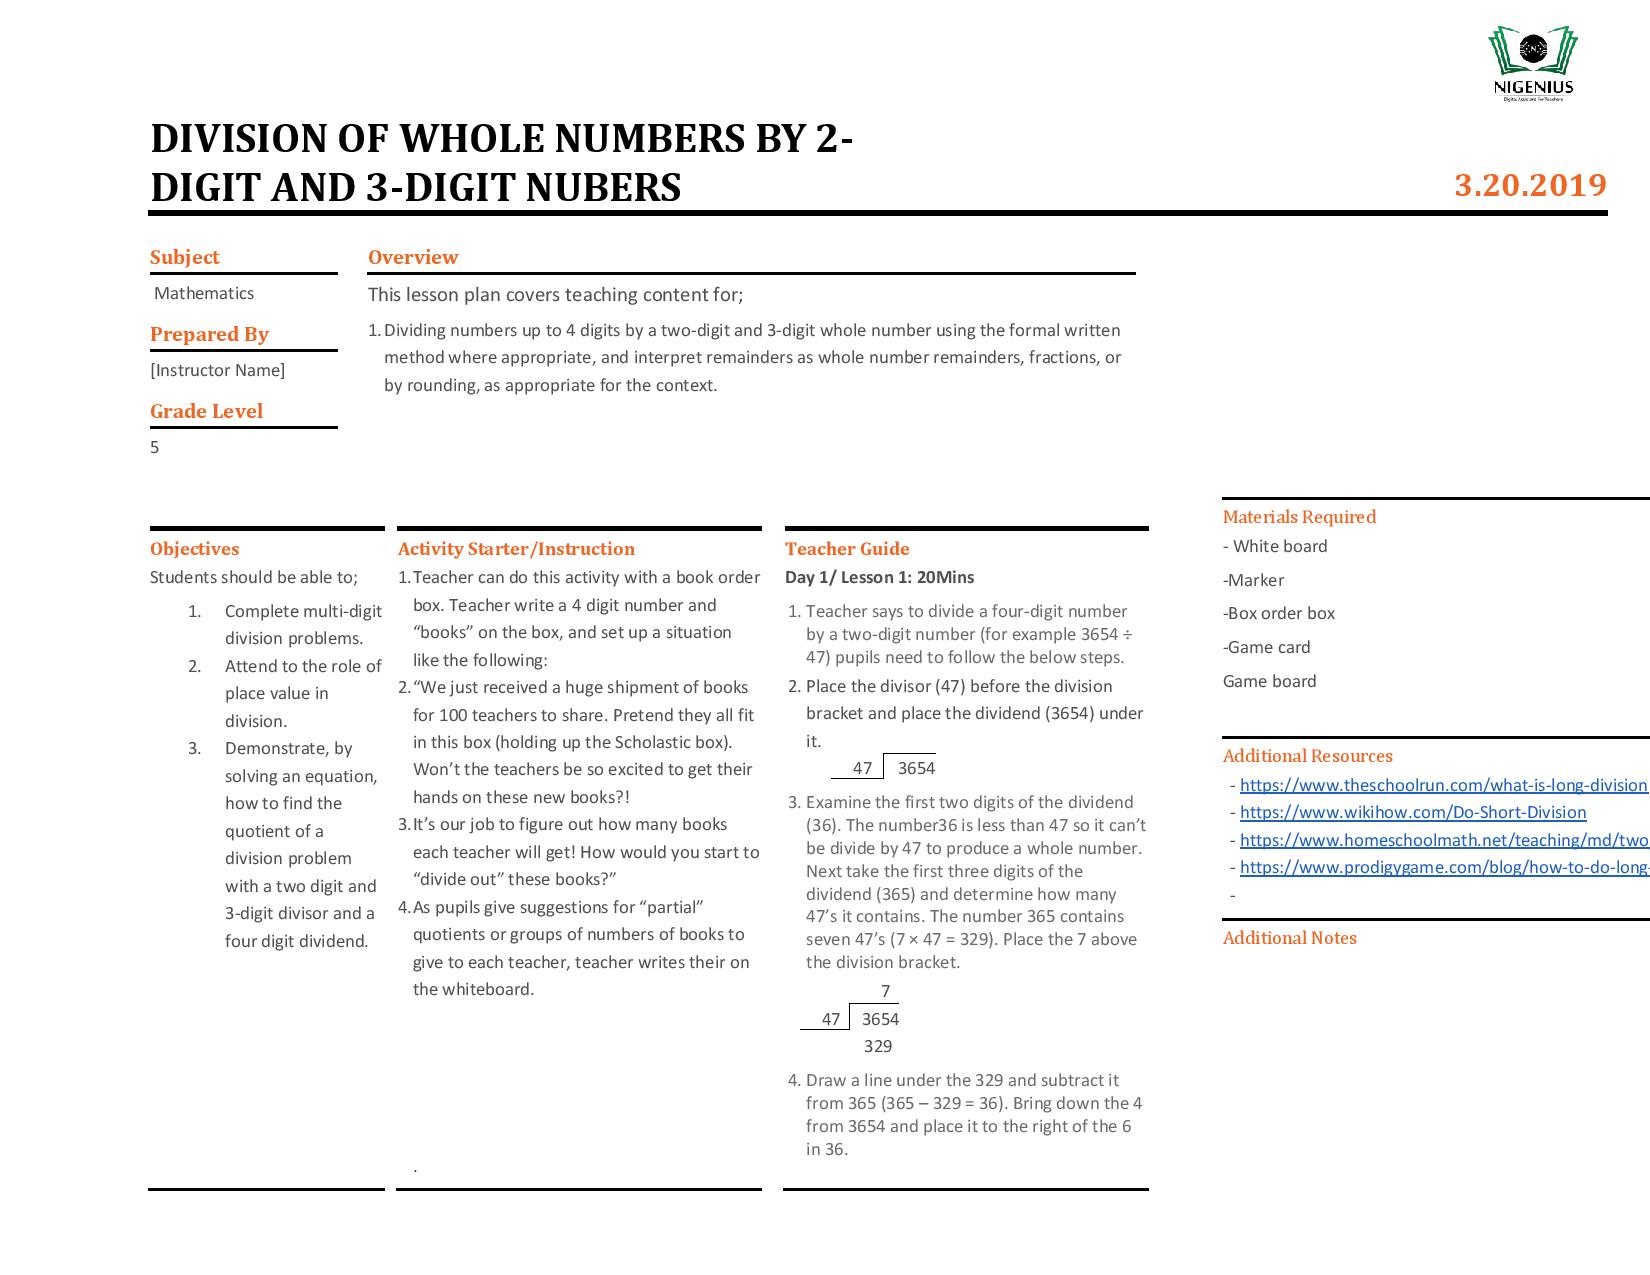 NIGENIUS
Digital Assistant For Teachers
DIVISION OF WHOLE NUMBERS BY 2-
DIGIT AND 3-DIGIT NUBERS
3.20.2019
Subject
Mathematics
Prepared By
[Instructor Name]
Grade Level
5
Overview
This lesson plan covers teaching content for;
1. Dividing numbers up to 4 digits by a two-digit and 3-digit whole number using the formal written
method where appropriate, and interpret remainders as whole number remainders, fractions, or
by rounding, as appropriate for the context.
Objectives
Students should be able to;
1. Complete multi-digit
division problems.
2. Attend to the role of
place value in
division.
3. Demonstrate, by
solving an equation,
how to find the
quotient of a
division problem
with a two digit and
3-digit divisor and a
four digit dividend.
Activity Starter/Instruction
1.Teacher can do this activity with a book order
box. Teacher write a 4 digit number and
“books” on the box, and set up a situation
like the following:
2.“We just received a huge shipment of books
for 100 teachers to share. Pretend they all fit
in this box (holding up the Scholastic box).
Won’t the teachers be so excited to get their
hands on these new books?!
3.It’s our job to figure out how many books
each teacher will get! How would you start to
“divide out” these books?”
4.As pupils give suggestions for “partial”
quotients or groups of numbers of books to
give to each teacher, teacher writes their on
the whiteboard.
.
Teacher Guide
Day 1/ Lesson 1: 20Mins
1. Teacher says to divide a four-digit number
by a two-digit number (for example 3654 ÷
47) pupils need to follow the below steps.
2. Place the divisor (47) before the division
bracket and place the dividend (3654) under
it.
47 3654
3. Examine the first two digits of the dividend
(36). The number36 is less than 47 so it can’t
be divide by 47 to produce a whole number.
Next take the first three digits of the
dividend (365) and determine how many
47’s it contains. The number 365 contains
seven 47’s (7 × 47 = 329). Place the 7 above
the division bracket.
7
47 3654
329
4. Draw a line under the 329 and subtract it
from 365 (365 – 329 = 36). Bring down the 4
from 3654 and place it to the right of the 6
in 36.
Materials Required
- White board
-Marker
-Box order box
-Game card
Game board
Additional Resources
- https://www.theschoolrun.com/what-is-long-division
- https://www.wikihow.com/Do-Short-Division
- https://www.homeschoolmath.net/teaching/md/two
- https://www.prodigygame.com/blog/how-to-do-long-
-
Additional Notes